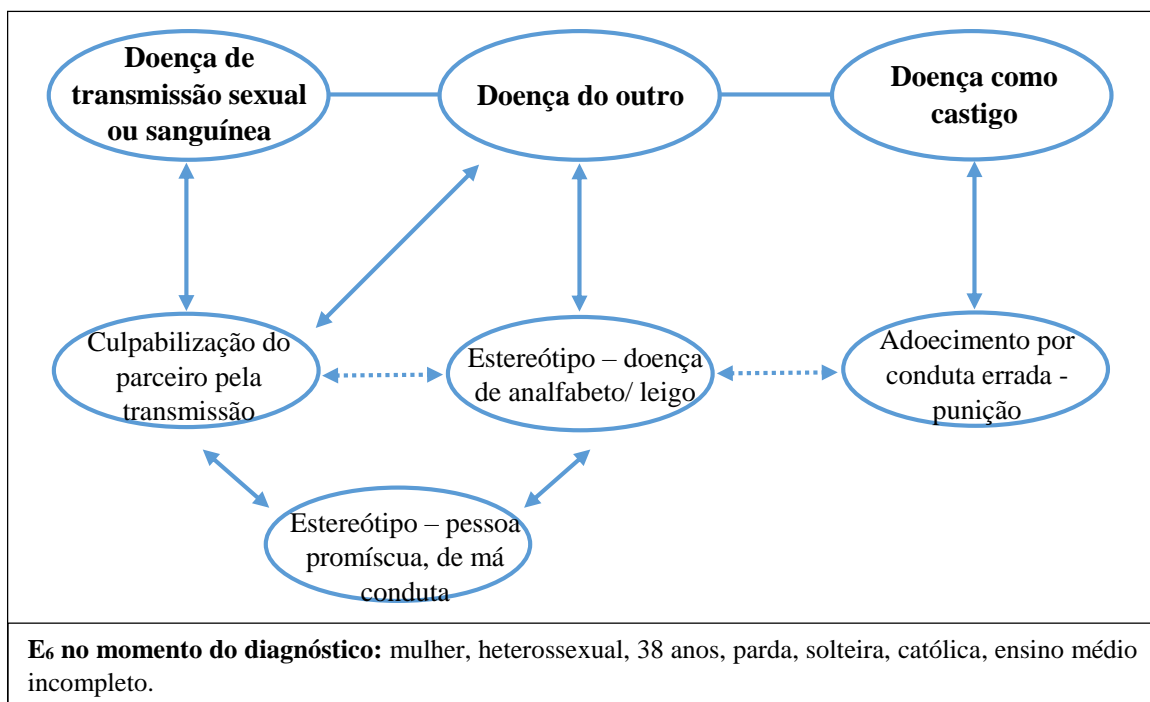 Doença de
transmissão sexual
ou sanguínea
Doença do outro
Doença como
castigo
Culpabilização do
parceiro pela
transmissão
Estereótipo – doença
de analfabeto/ leigo
Adoecimento por
conduta errada -
punição
Estereótipo – pessoa
promíscua, de má
conduta
E₆ no momento do diagnóstico: mulher, heterossexual, 38 anos, parda, solteira, católica, ensino médio
incompleto.